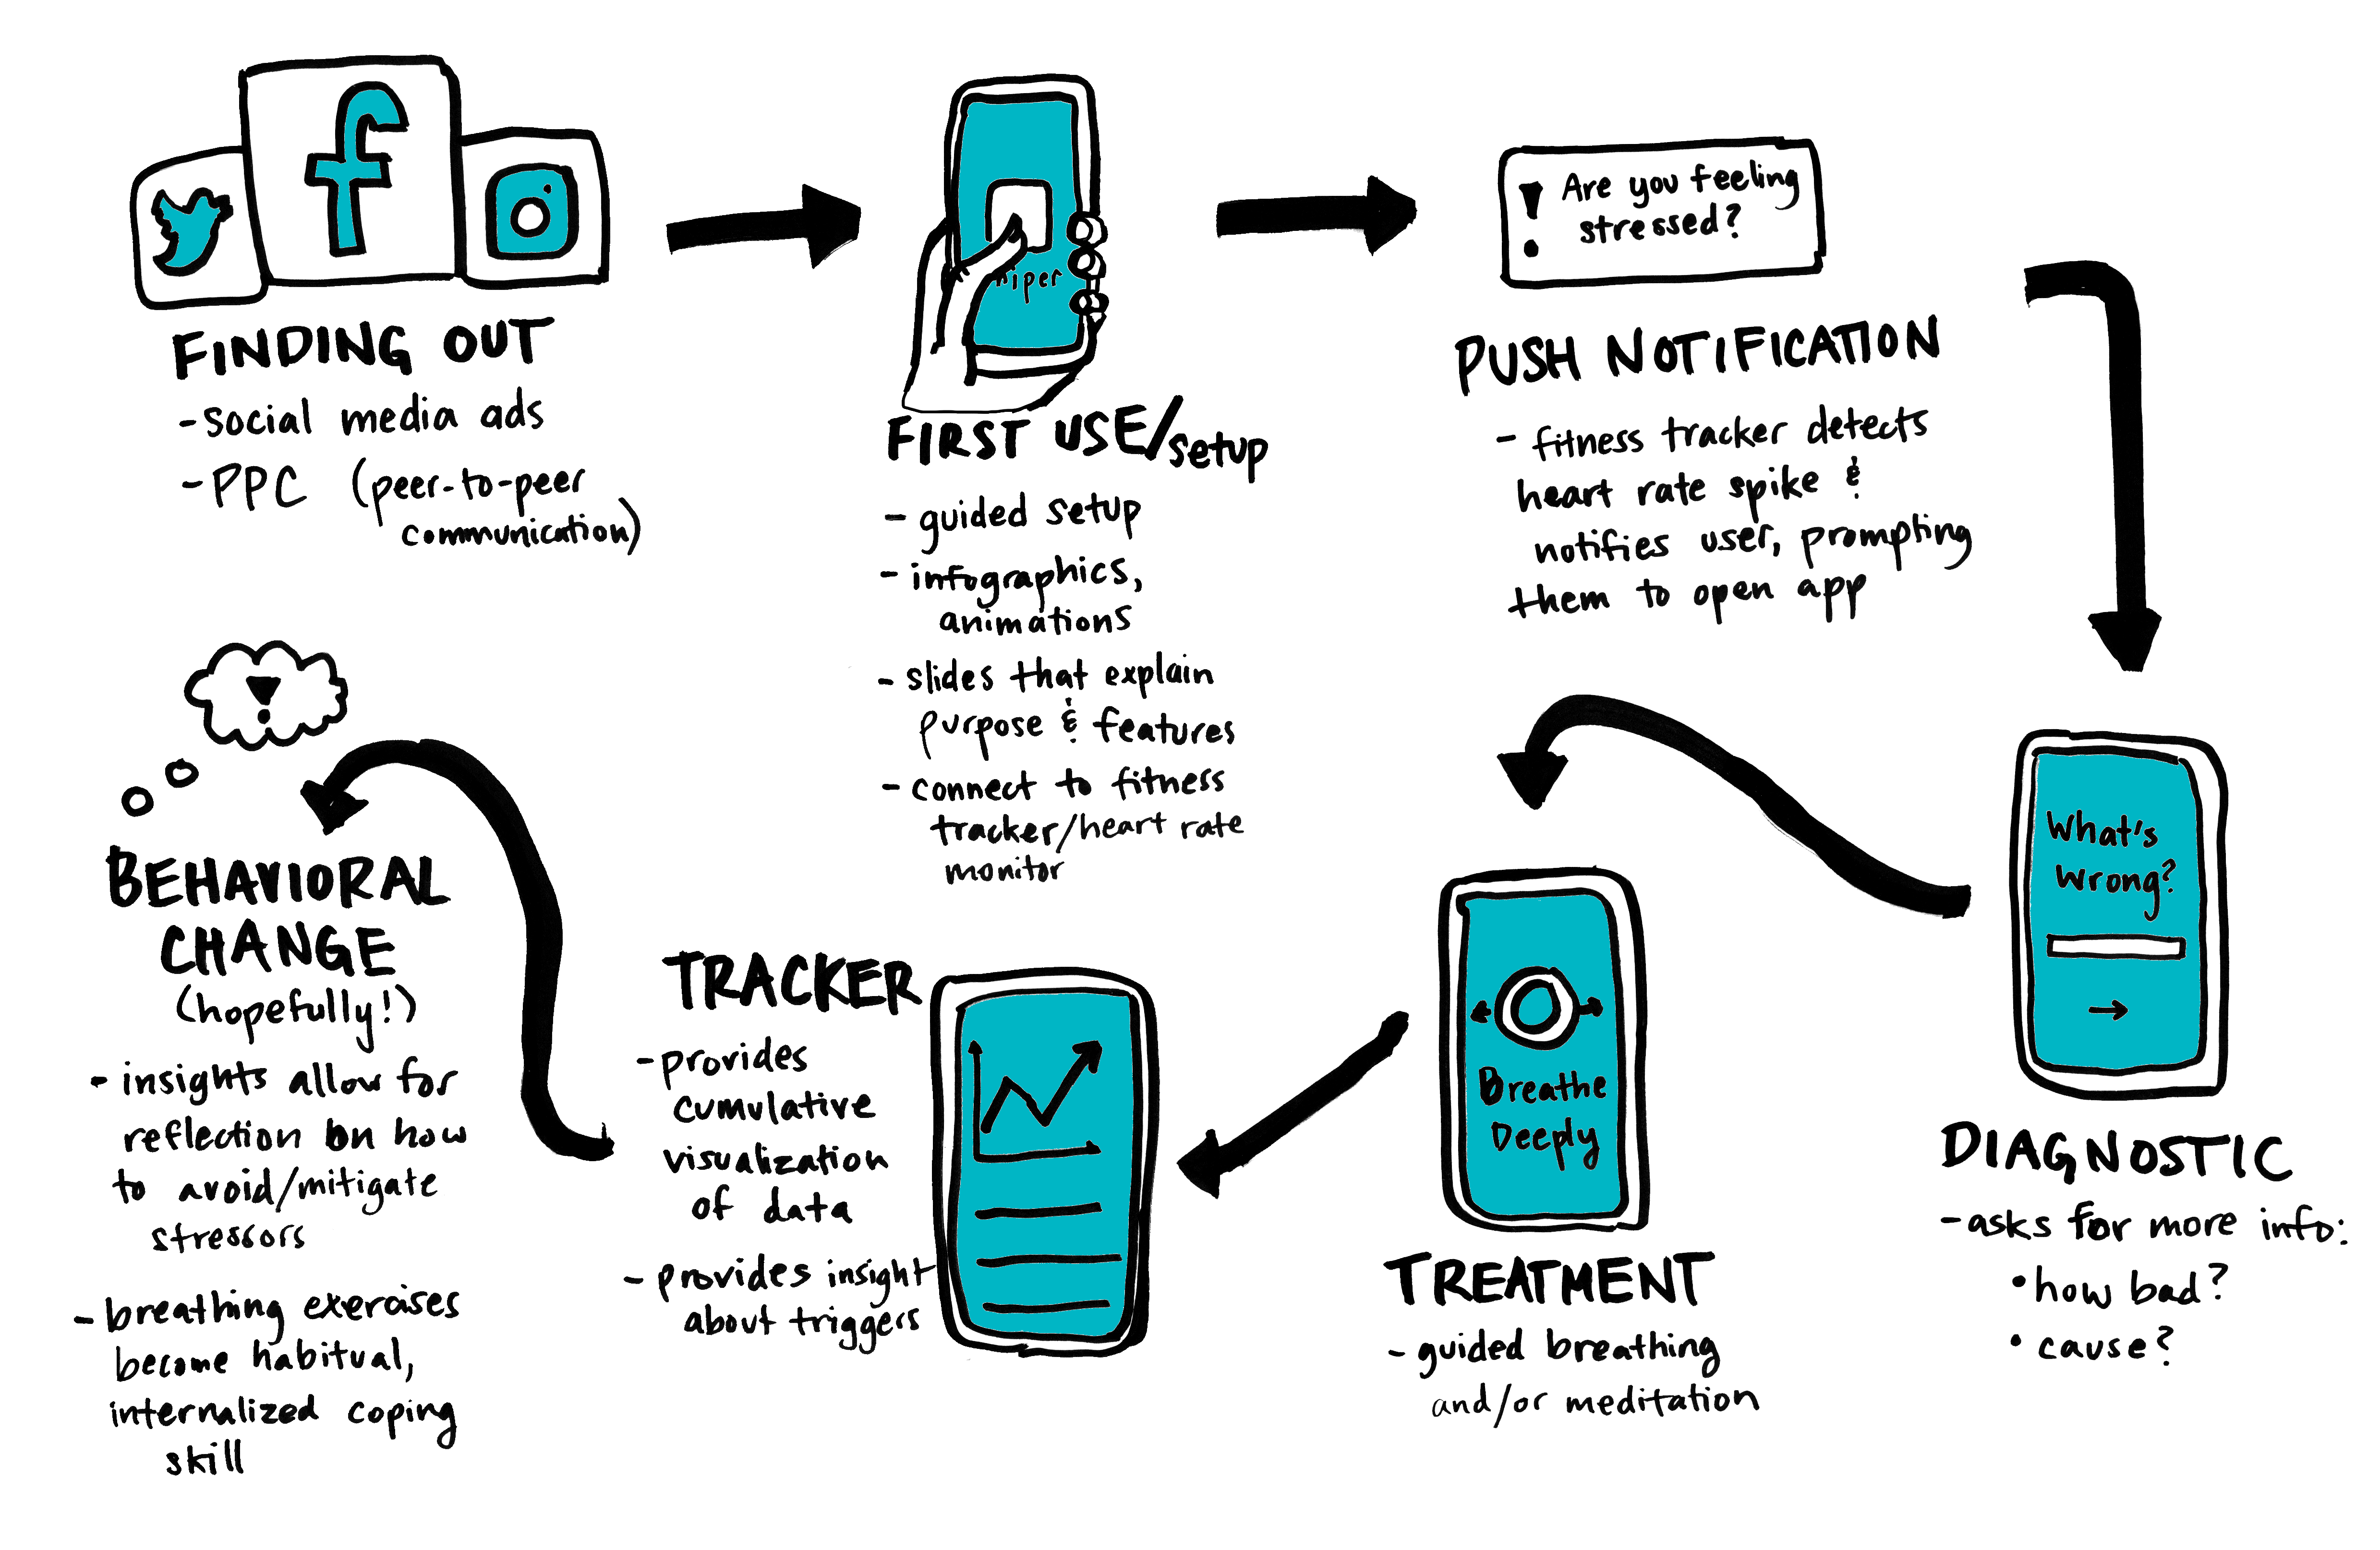 FINDING OUT
- social media ads
- PPC (peer-to-peer
communication)
FIRST USE/setup
- guided setup
- infographics,
animations
- slides that explain
purpose & features
- connect to fitness
tracker/heart rate
monitor
! Are you feeling
stressed?
PUSH NOTIFICATION
- fitness tracker detects
heart rate spike &
notifies user, prompting
them to open app
What's
Wrong?
DIAGNOSTIC
- asks for more info:
• how bad?
• cause?
Breathe
Deeply
TREATMENT
- guided breathing
and/or meditation
TRACKER
- provides
cumulative
visualization
of data
- provides insight
about triggers
!
BEHAVIORAL
CHANGE
(hopefully!)
- insights allow for
reflection on how
to avoid/mitigate
stressors
- breathing exercises
become habitual,
internalized coping
skill